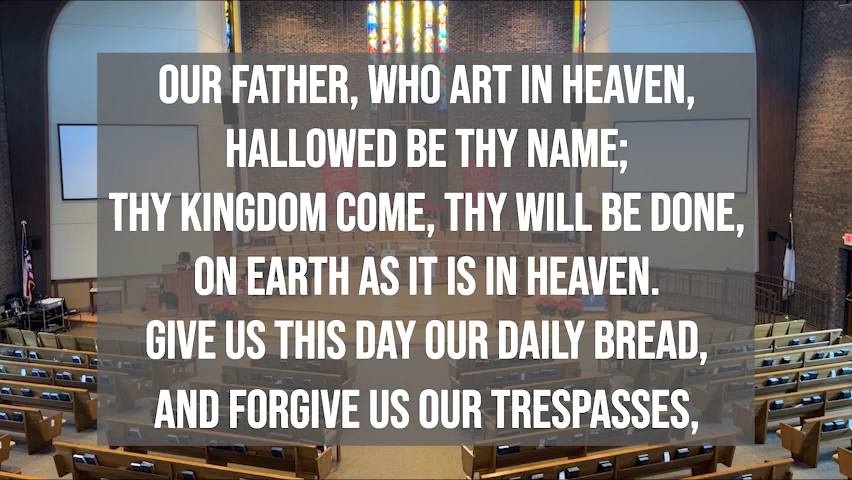 OUR FATHER, WHO ART IN HEAVEN,
HALLOWED BE THY NAME;
THY KINGDOM COME, THY WILL BE DONE,
ON EARTH AS IT IS IN HEAVEN.
GIVE US THIS DAY OUR DAILY BREAD,
AND FORGIVE US OUR TRESPASSES,